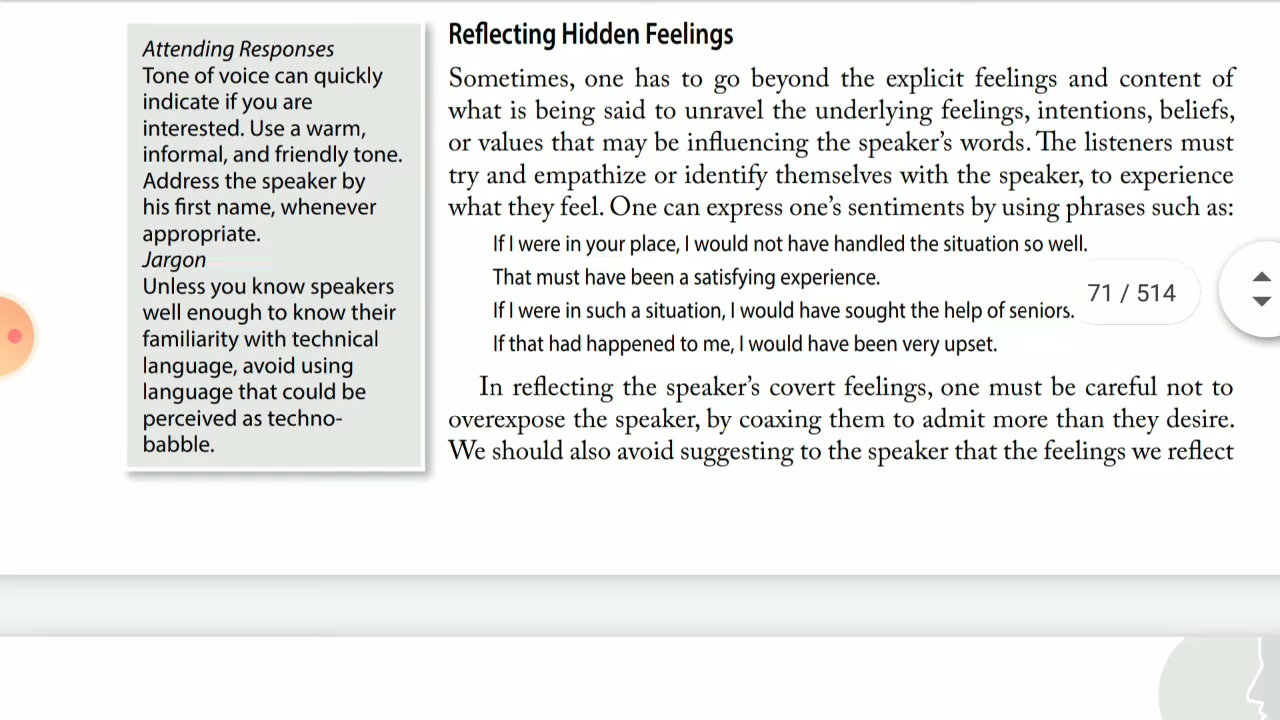 Attending Responses
Tone of voice can quickly
indicate if you are
interested. Use a warm,
informal, and friendly tone.
Address the speaker by
his first name, whenever
appropriate.
Jargon
Unless you know speakers
well enough to know their
familiarity with technical
language, avoid using
language that could be
perceived as techno-
babble.
Reflecting Hidden Feelings
Sometimes, one has to go beyond the explicit feelings and content of
what is being said to unravel the underlying feelings, intentions, beliefs,
or values that may be influencing the speaker's words. The listeners must
try and empathize or identify themselves with the speaker, to experience
what they feel. One can express one's sentiments by using phrases such as:
If I were in your place, I would not have handled the situation so well.
That must have been a satisfying experience.
If I were in such a situation, I would have sought the help of seniors.
If that had happened to me, I would have been very upset.
In reflecting the speaker's covert feelings, one must be careful not to
overexpose the speaker, by coaxing them to admit more than they desire.
We should also avoid suggesting to the speaker that the feelings we reflect
71 / 514